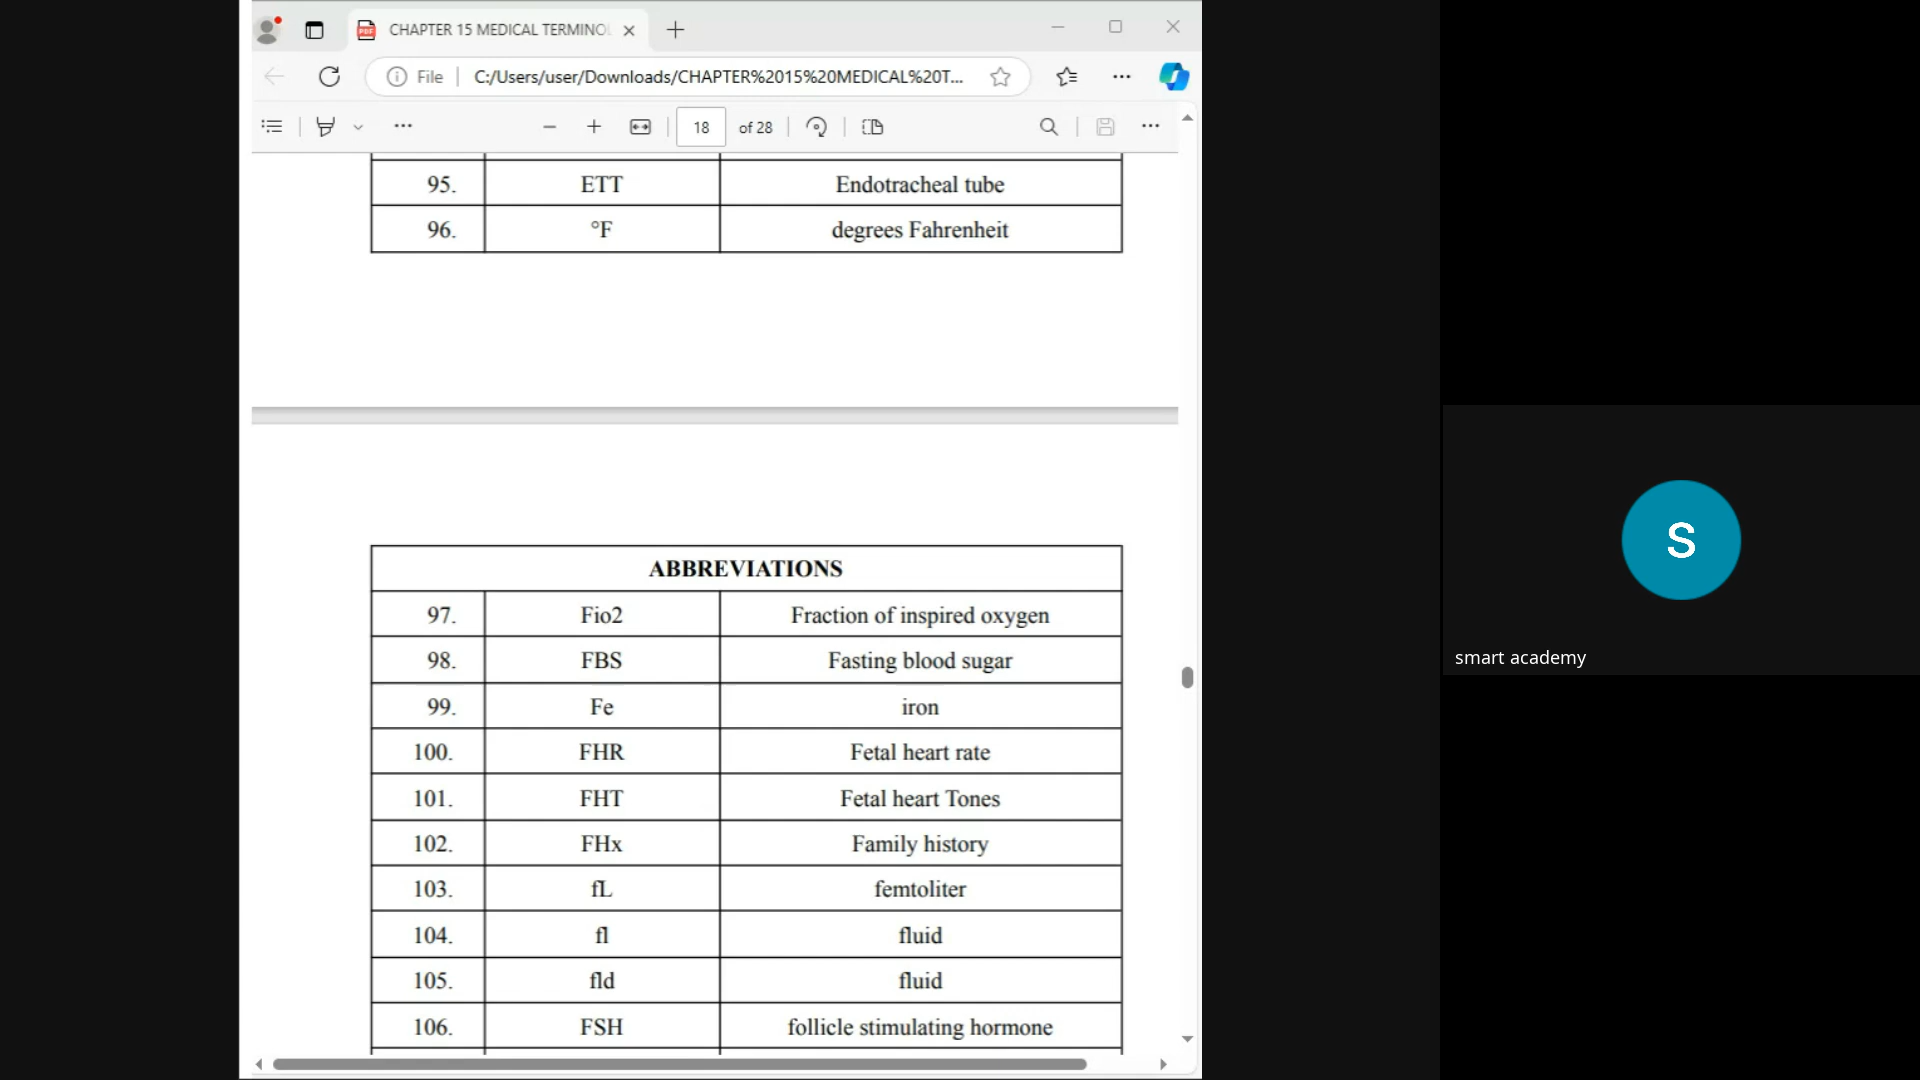 CHAPTER 15 MEDICAL TERMINOL
File
C:/Users/user/Downloads/CHAPTER%2015%20MEDICAL%20T...
18 of 28
95. ETT Endotracheal tube
96. °F degrees Fahrenheit
ABBREVIATIONS
97. Fio2 Fraction of inspired oxygen
98. FBS Fasting blood sugar
99. Fe iron
100. FHR Fetal heart rate
101. FHT Fetal heart Tones
102. FHx Family history
103. fL femtoliter
104. fl fluid
105. fld fluid
106. FSH follicle stimulating hormone
S
smart academy